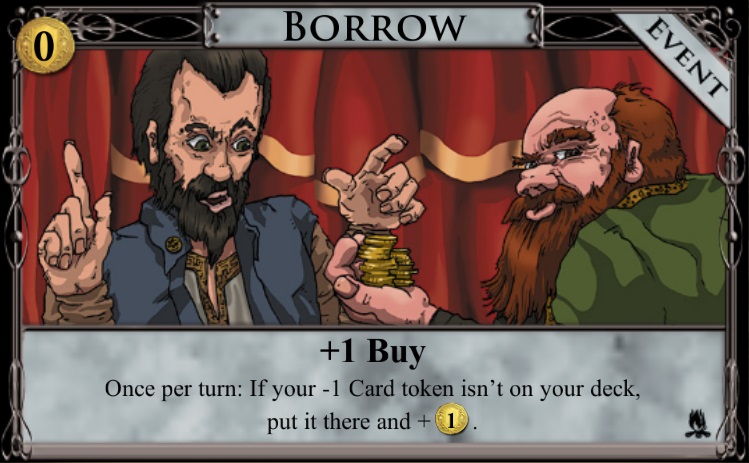 BORROW
0
EVENT
+1 Buy
Once per turn: If your -1 Card token isn't on your deck,
put it there and + 1 .